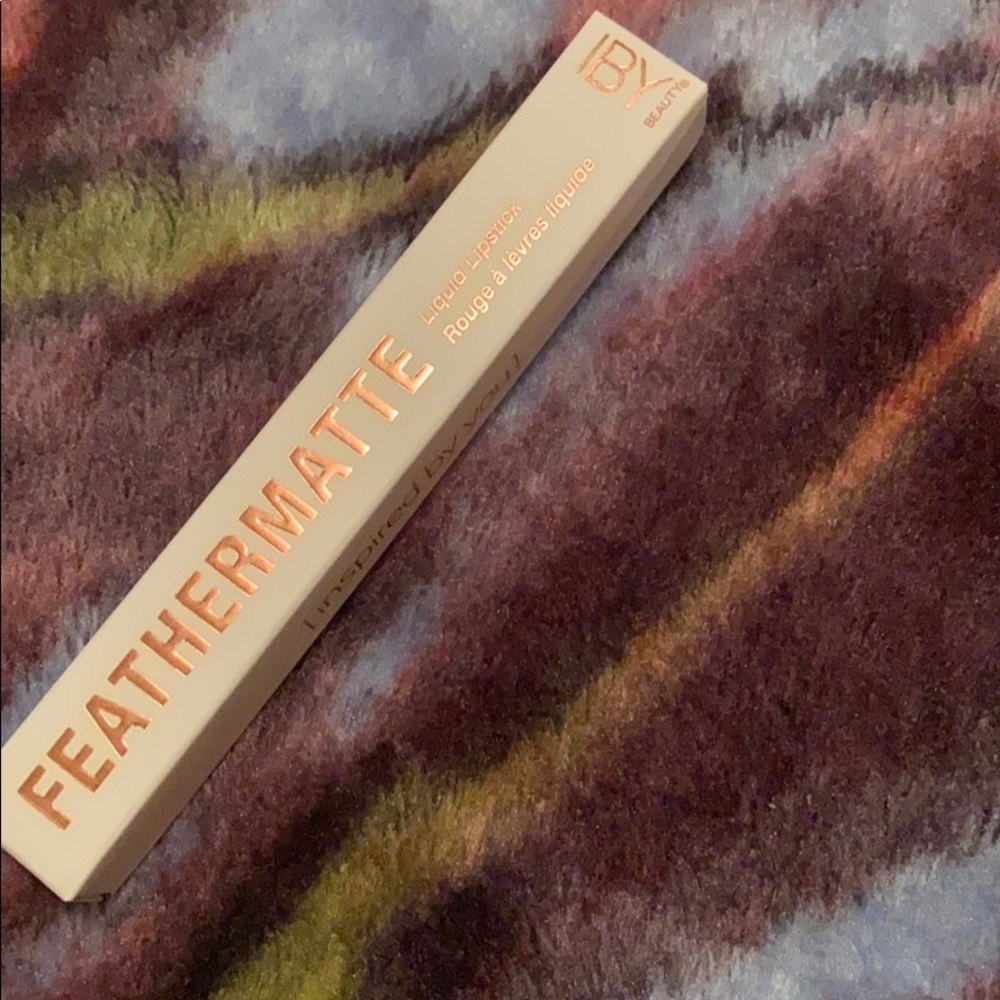 IBY
BEAUTY®
Liquid Lipstick
Rouge à lèvres liquide
FEATHERMATTE
[inspired by you]